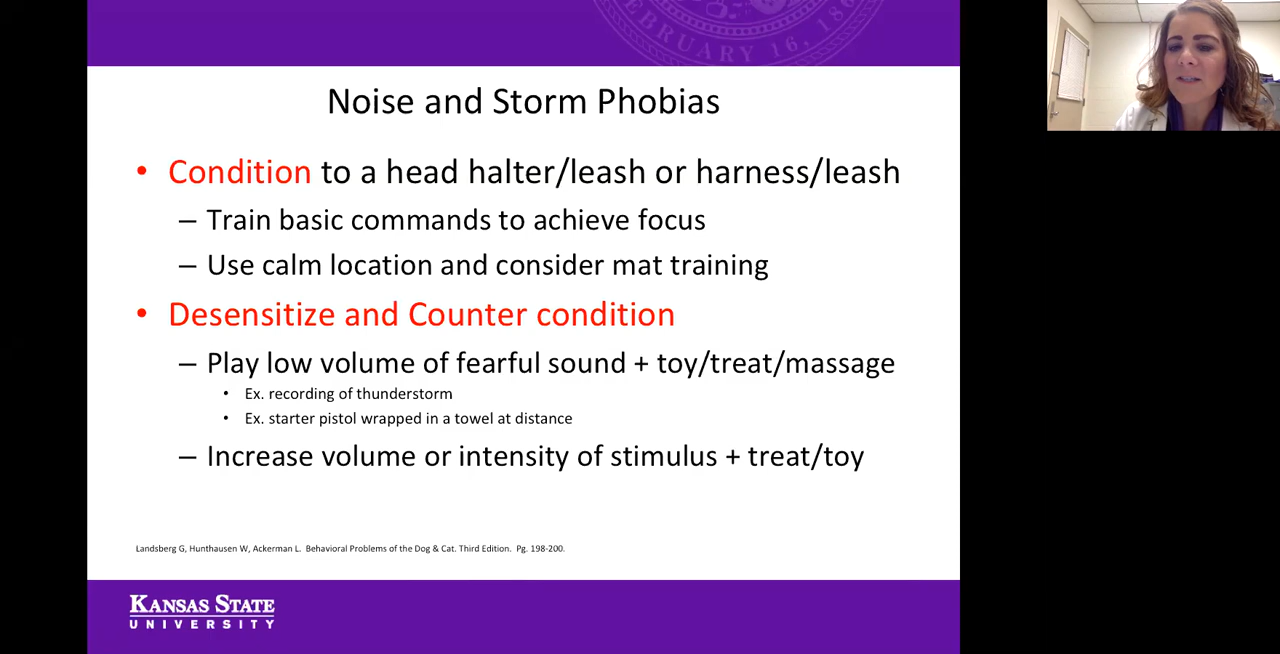 FEBRUARY 16, 186
Noise and Storm Phobias
• Condition to a head halter/leash or harness/leash
– Train basic commands to achieve focus
– Use calm location and consider mat training
• Desensitize and Counter condition
– Play low volume of fearful sound + toy/treat/massage
• Ex. recording of thunderstorm
• Ex. starter pistol wrapped in a towel at distance
– Increase volume or intensity of stimulus + treat/toy
Landsberg G, Hunthausen W, Ackerman L. Behavioral Problems of the Dog & Cat. Third Edition. Pg. 198-200.
KANSAS STATE
UNIVERSITY